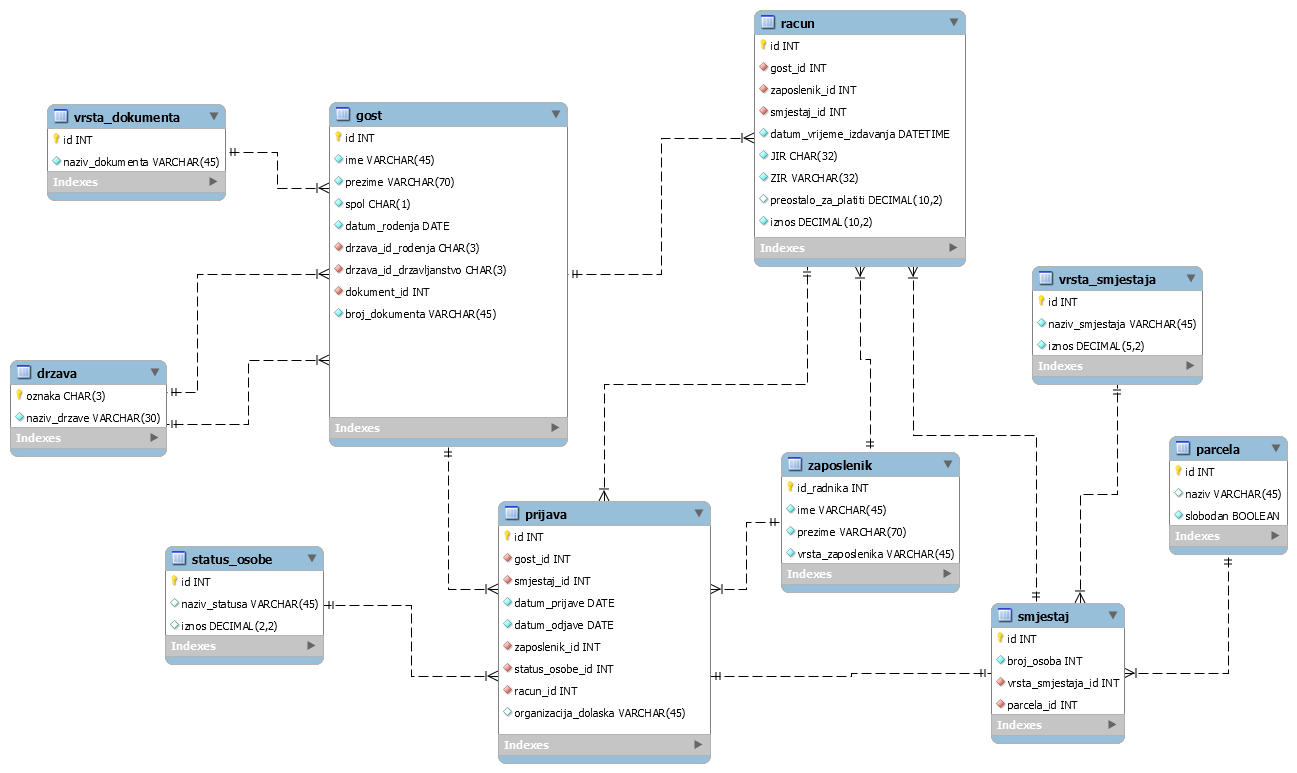 racun
id INT
gost_id INT
zaposlenik_id INT
smjestaj_id INT
datum_vrijeme_izdavanja DATETIME
JIR CHAR(32)
ZIR VARCHAR(32)
preostalo_za_platiti DECIMAL(10,2)
iznos DECIMAL(10,2)
Indexes
vrsta_dokumenta
id INT
naziv_dokumenta VARCHAR(45)
Indexes
gost
id INT
ime VARCHAR(45)
prezime VARCHAR(70)
spol CHAR(1)
datum_rodenja DATE
drzava_id_rodenja CHAR(3)
drzava_id_drzavljanstvo CHAR(3)
dokument_id INT
broj_dokumenta VARCHAR(45)
Indexes
vrsta_smjestaja
id INT
naziv_smjestaja VARCHAR(45)
iznos DECIMAL(5,2)
Indexes
drzava
oznaka CHAR(3)
naziv_drzave VARCHAR(30)
Indexes
zaposlenik
id_radnika INT
ime VARCHAR(45)
prezime VARCHAR(70)
vrsta_zaposlenika VARCHAR(45)
Indexes
parcela
id INT
naziv VARCHAR(45)
slobodan BOOLEAN
Indexes
prijava
id INT
gost_id INT
smjestaj_id INT
datum_prijave DATE
datum_odjave DATE
zaposlenik_id INT
status_osobe_id INT
racun_id INT
organizacija_dolaska VARCHAR(45)
Indexes
status_osobe
id INT
naziv_statusa VARCHAR(45)
iznos DECIMAL(2,2)
Indexes
smjestaj
id INT
broj_osoba INT
vrsta_smjestaja_id INT
parcela_id INT
Indexes